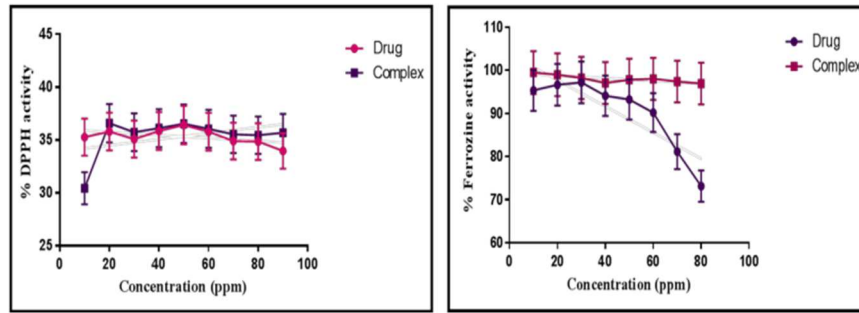 45
40
35
30
25
% DPPH activity
0 20 40 60 80 100
Concentration (ppm)
Drug
Complex
110
100
90
80
70
60
% Ferrozine activity
0 20 40 60 80 100
Concentration (ppm)
Drug
Complex